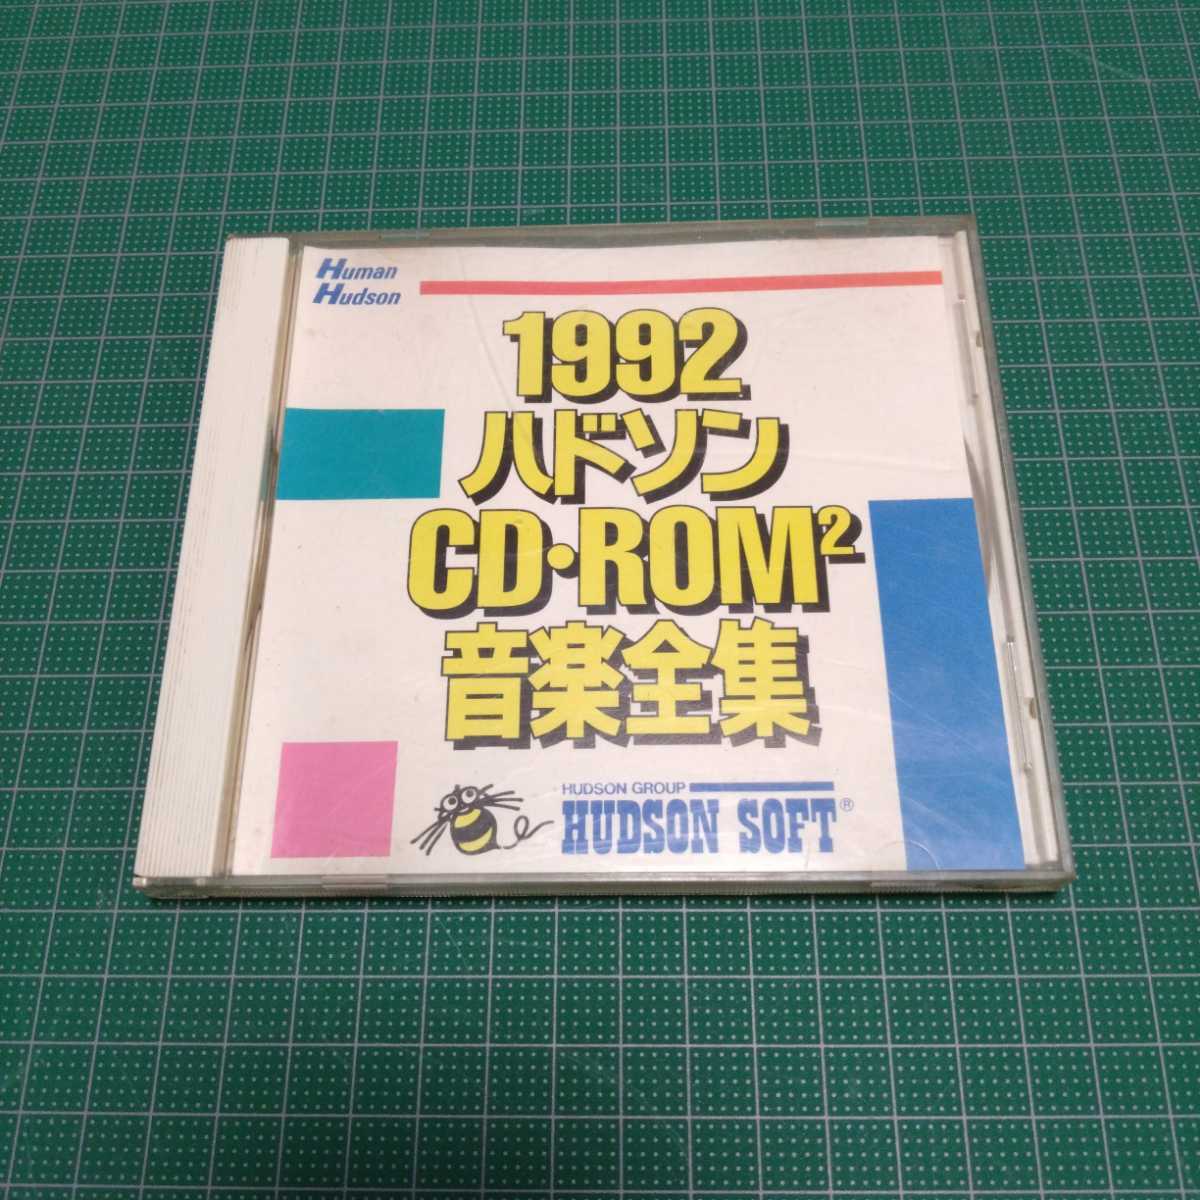 Human
Hudson
1992
ハドソン
CD・ROM²
音楽全集
HUDSON GROUP
HUDSON SOFT®